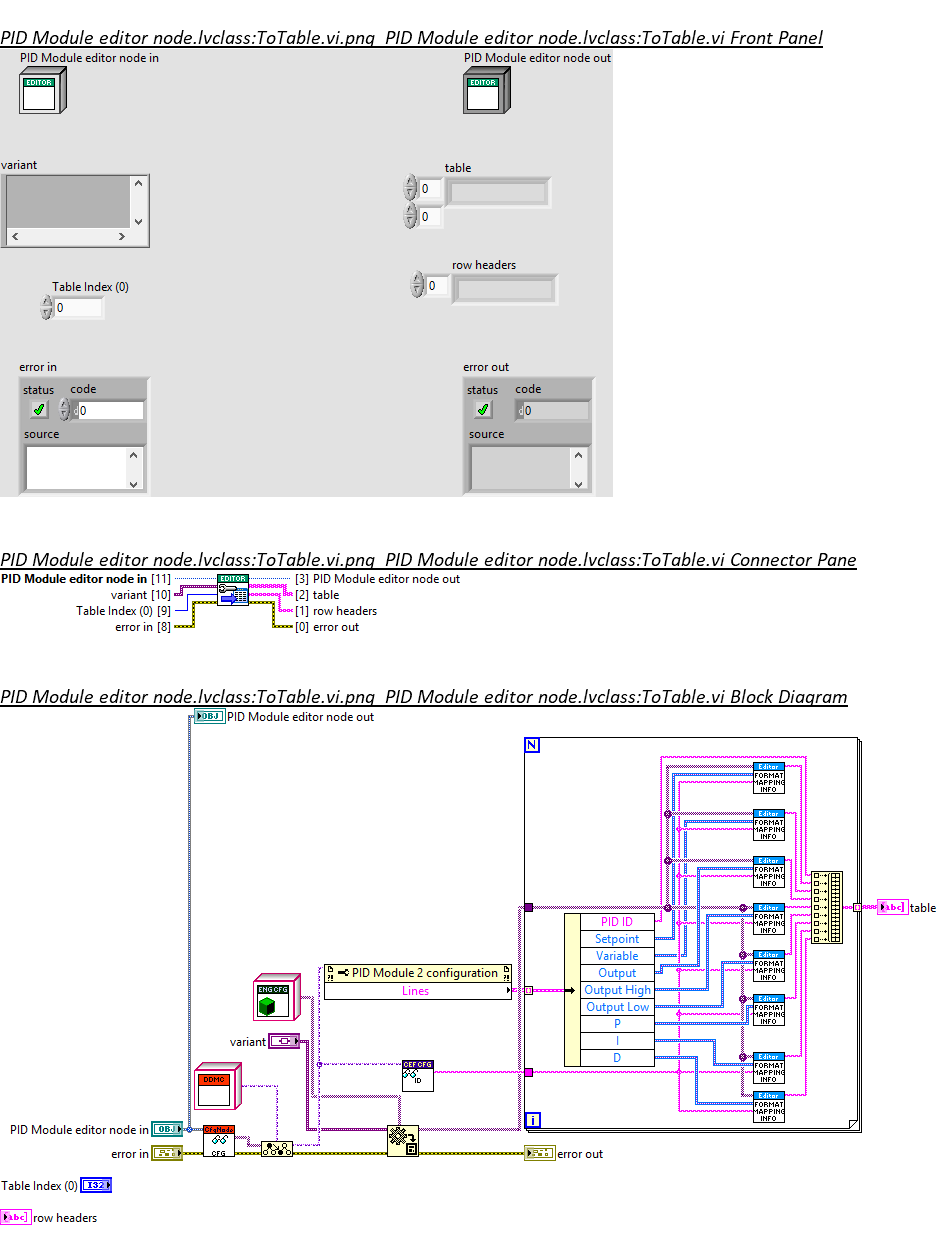 PID Module editor node.lvclass:ToTable.vi.png PID Module editor node.lvclass:ToTable.vi Front Panel
PID Module editor node in
PID Module editor node out
EDITOR
EDITOR
variant
table
0
0
row headers
0
Table Index (0)
0
error in
error out
status code
status code
0
0
source
source
PID Module editor node.lvclass:ToTable.vi.png PID Module editor node.lvclass:ToTable.vi Connector Pane
PID Module editor node in [11]
EDITOR
[3] PID Module editor node out
variant [10]
[2] table
Table Index (0) [9]
[1] row headers
error in [8]
[0] error out
PID Module editor node.lvclass:ToTable.vi.png PID Module editor node.lvclass:ToTable.vi Block Diagram
OBJ PID Module editor node out
N
Editor
FORMAT
MAPPING
INFO
Editor
FORMAT
MAPPING
INFO
Editor
FORMAT
MAPPING
INFO
Editor
FORMAT
MAPPING
INFO
Editor
FORMAT
MAPPING
INFO
Editor
FORMAT
MAPPING
INFO
Editor
FORMAT
MAPPING
INFO
Editor
FORMAT
MAPPING
INFO
abc table
PID ID
Setpoint
Variable
Output
Output High
Output Low
P
I
D
PID Module 2 configuration
Lines
ENG CFG
variant
CEF CFG
ID
DDMC
i
PID Module editor node in OBJ
CfgNode
CFG
error in
error out
Table Index (0) I32
abc row headers